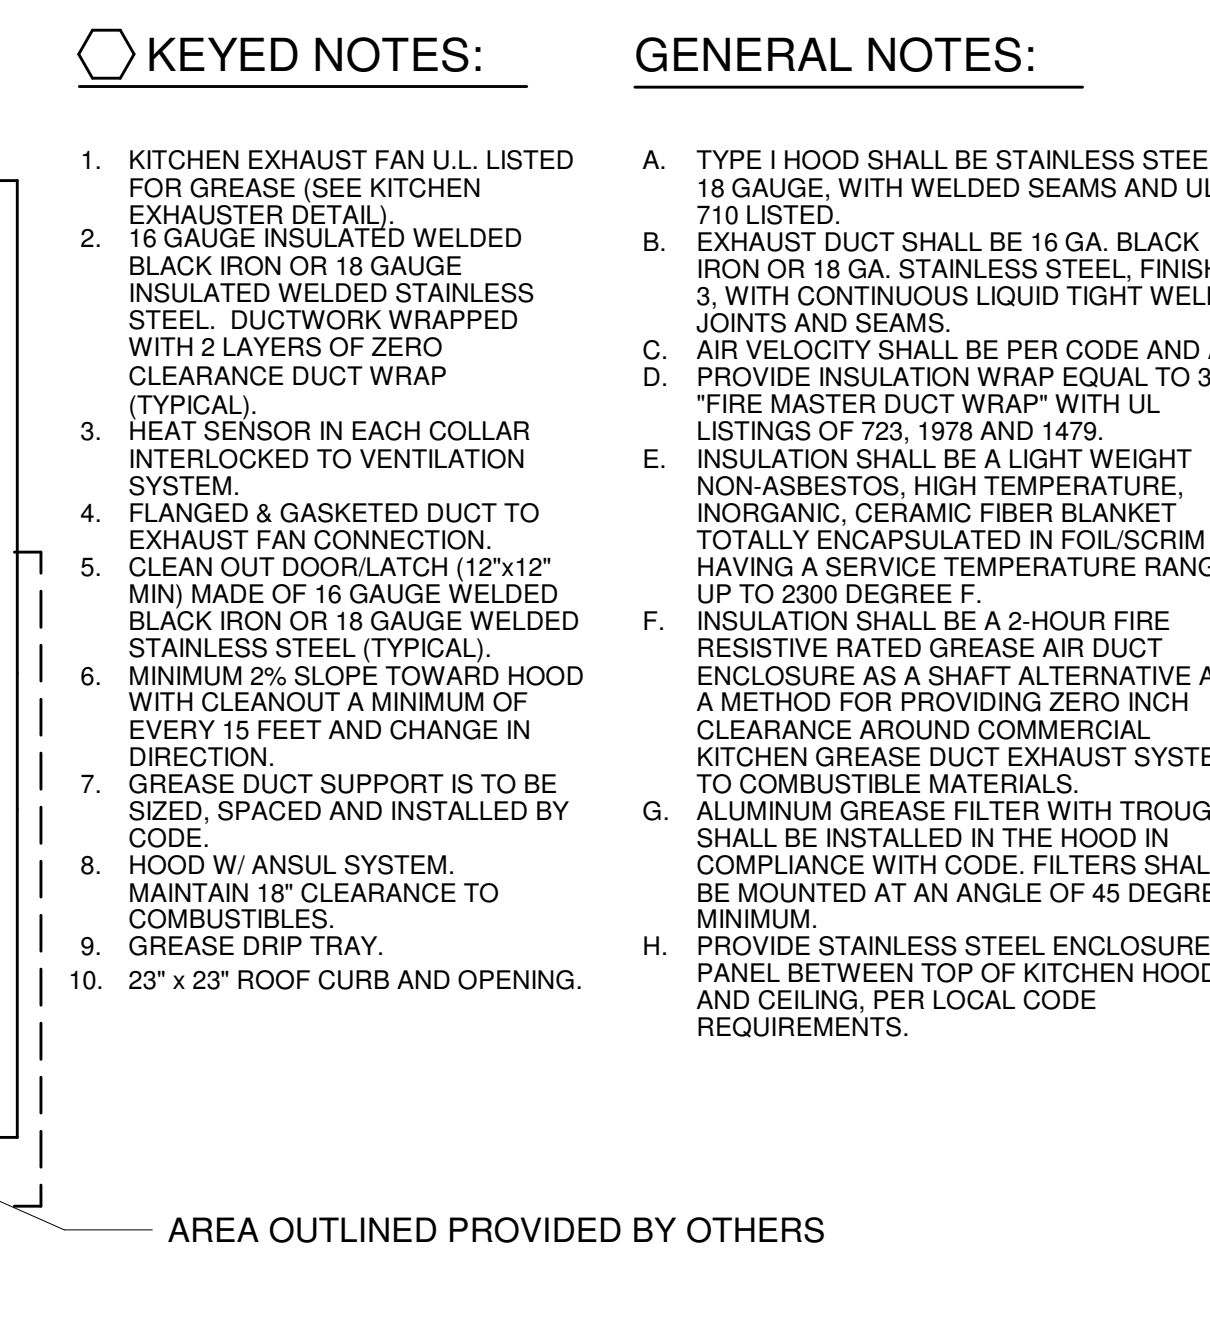 KEYED NOTES:
1. KITCHEN EXHAUST FAN U.L. LISTED
FOR GREASE (SEE KITCHEN
EXHAUSTER DETAIL).
2. 16 GAUGE INSULATED WELDED
BLACK IRON OR 18 GAUGE
INSULATED WELDED STAINLESS
STEEL. DUCTWORK WRAPPED
WITH 2 LAYERS OF ZERO
CLEARANCE DUCT WRAP
(TYPICAL).
3. HEAT SENSOR IN EACH COLLAR
INTERLOCKED TO VENTILATION
SYSTEM.
4. FLANGED & GASKETED DUCT TO
EXHAUST FAN CONNECTION.
5. CLEAN OUT DOOR/LATCH (12"x12"
MIN) MADE OF 16 GAUGE WELDED
BLACK IRON OR 18 GAUGE WELDED
STAINLESS STEEL (TYPICAL).
6. MINIMUM 2% SLOPE TOWARD HOOD
WITH CLEANOUT A MINIMUM OF
EVERY 15 FEET AND CHANGE IN
DIRECTION.
7. GREASE DUCT SUPPORT IS TO BE
SIZED, SPACED AND INSTALLED BY
CODE.
8. HOOD W/ ANSUL SYSTEM.
MAINTAIN 18" CLEARANCE TO
COMBUSTIBLES.
9. GREASE DRIP TRAY.
10. 23" x 23" ROOF CURB AND OPENING.
GENERAL NOTES:
A. TYPE I HOOD SHALL BE STAINLESS
18 GAUGE, WITH WELDED SEAMS AND
710 LISTED.
B. EXHAUST DUCT SHALL BE 16 GA. BLACK
IRON OR 18 GA. STAINLESS STEEL,
3, WITH CONTINUOUS LIQUID TIGHT
JOINTS AND SEAMS.
C. AIR VELOCITY SHALL BE PER CODE AND
D. PROVIDE INSULATION WRAP EQUAL TO
"FIRE MASTER DUCT WRAP" WITH UL
LISTINGS OF 723, 1978 AND 1479.
E. INSULATION SHALL BE A LIGHT WEIGHT
NON-ASBESTOS, HIGH TEMPERATURE,
INORGANIC, CERAMIC FIBER BLANKET
TOTALLY ENCAPSULATED IN FOIL/SCRIM
HAVING A SERVICE TEMPERATURE
UP TO 2300 DEGREE F.
F. INSULATION SHALL BE A 2-HOUR FIRE
RESISTIVE RATED GREASE AIR DUCT
ENCLOSURE AS A SHAFT ALTERNATIVE
A METHOD FOR PROVIDING ZERO INCH
CLEARANCE AROUND COMMERCIAL
KITCHEN GREASE DUCT EXHAUST
TO COMBUSTIBLE MATERIALS.
G. ALUMINUM GREASE FILTER WITH
SHALL BE INSTALLED IN THE HOOD IN
COMPLIANCE WITH CODE. FILTERS
BE MOUNTED AT AN ANGLE OF 45
MINIMUM.
H. PROVIDE STAINLESS STEEL ENCLOSURE
PANEL BETWEEN TOP OF KITCHEN
AND CEILING, PER LOCAL CODE
REQUIREMENTS.
AREA OUTLINED PROVIDED BY OTHERS